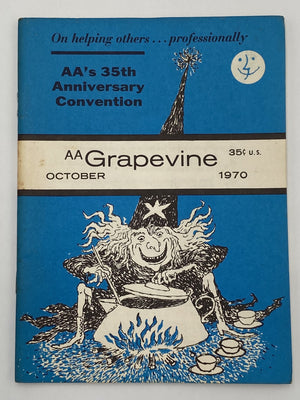 On helping others...professionally
AA's 35th
Anniversary
Convention
AA Grapevine 35¢ U.S.
OCTOBER 1970